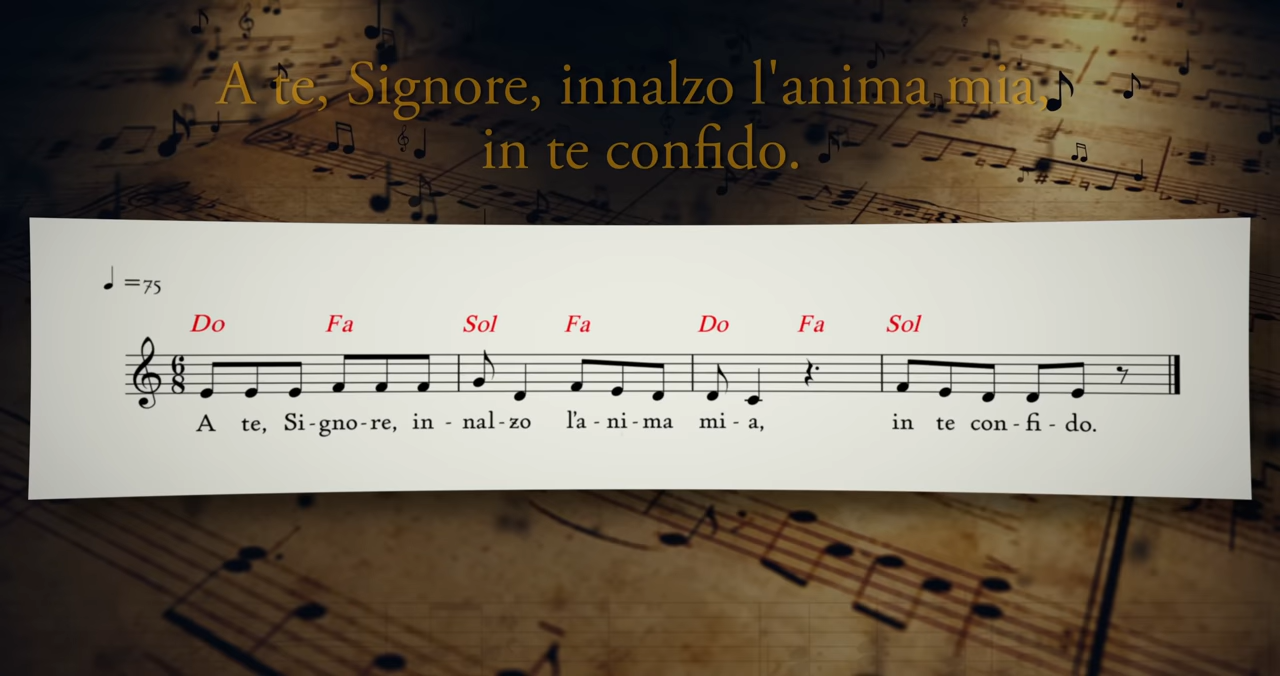 A te, Signore, innalzo l'anima mia,
in te confido.
=75
Do Fa Sol Fa Do Fa Sol
6
8
A te, Si-gno-re, in - nal-zo l'a-ni-ma mi-a, in te con-fi-do.